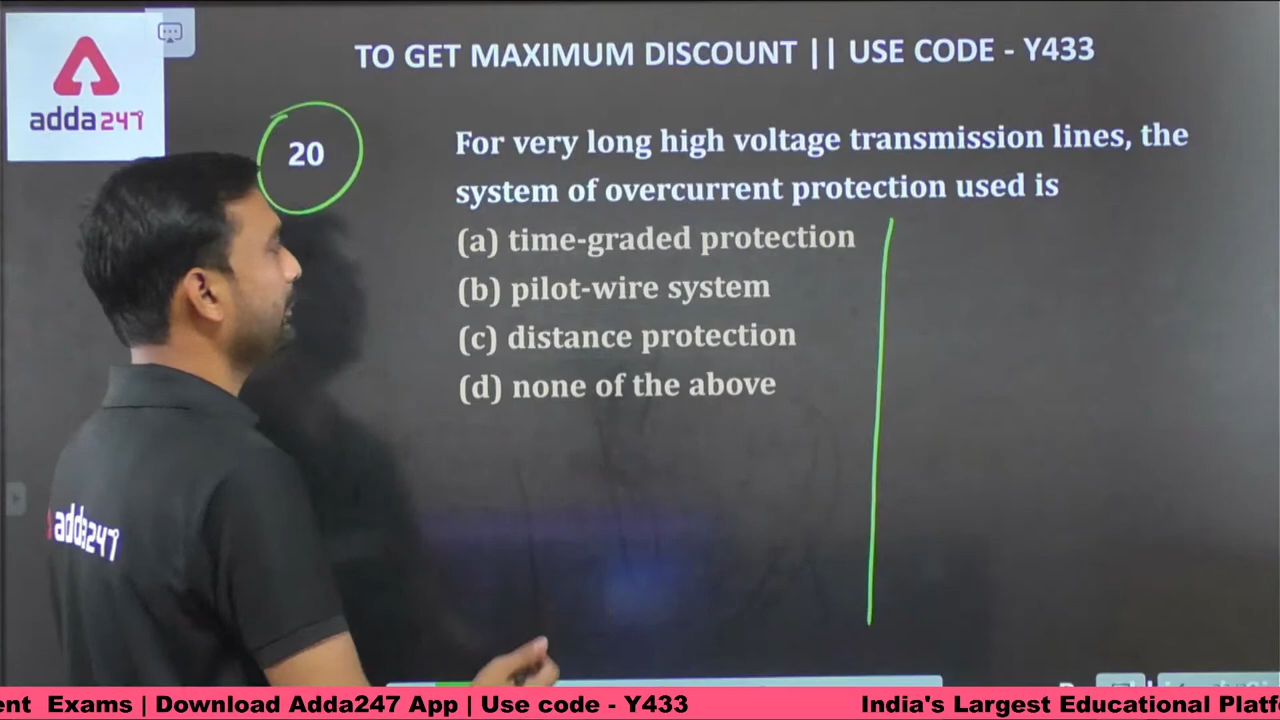 adda247
TO GET MAXIMUM DISCOUNT || USE CODE - Y433
20
For very long high voltage transmission lines, the
system of overcurrent protection used is
(a) time-graded protection
(b) pilot-wire system
(c) distance protection
(d) none of the above
adda247
Exams | Download Adda247 App | Use code - Y433
India's Largest Educational